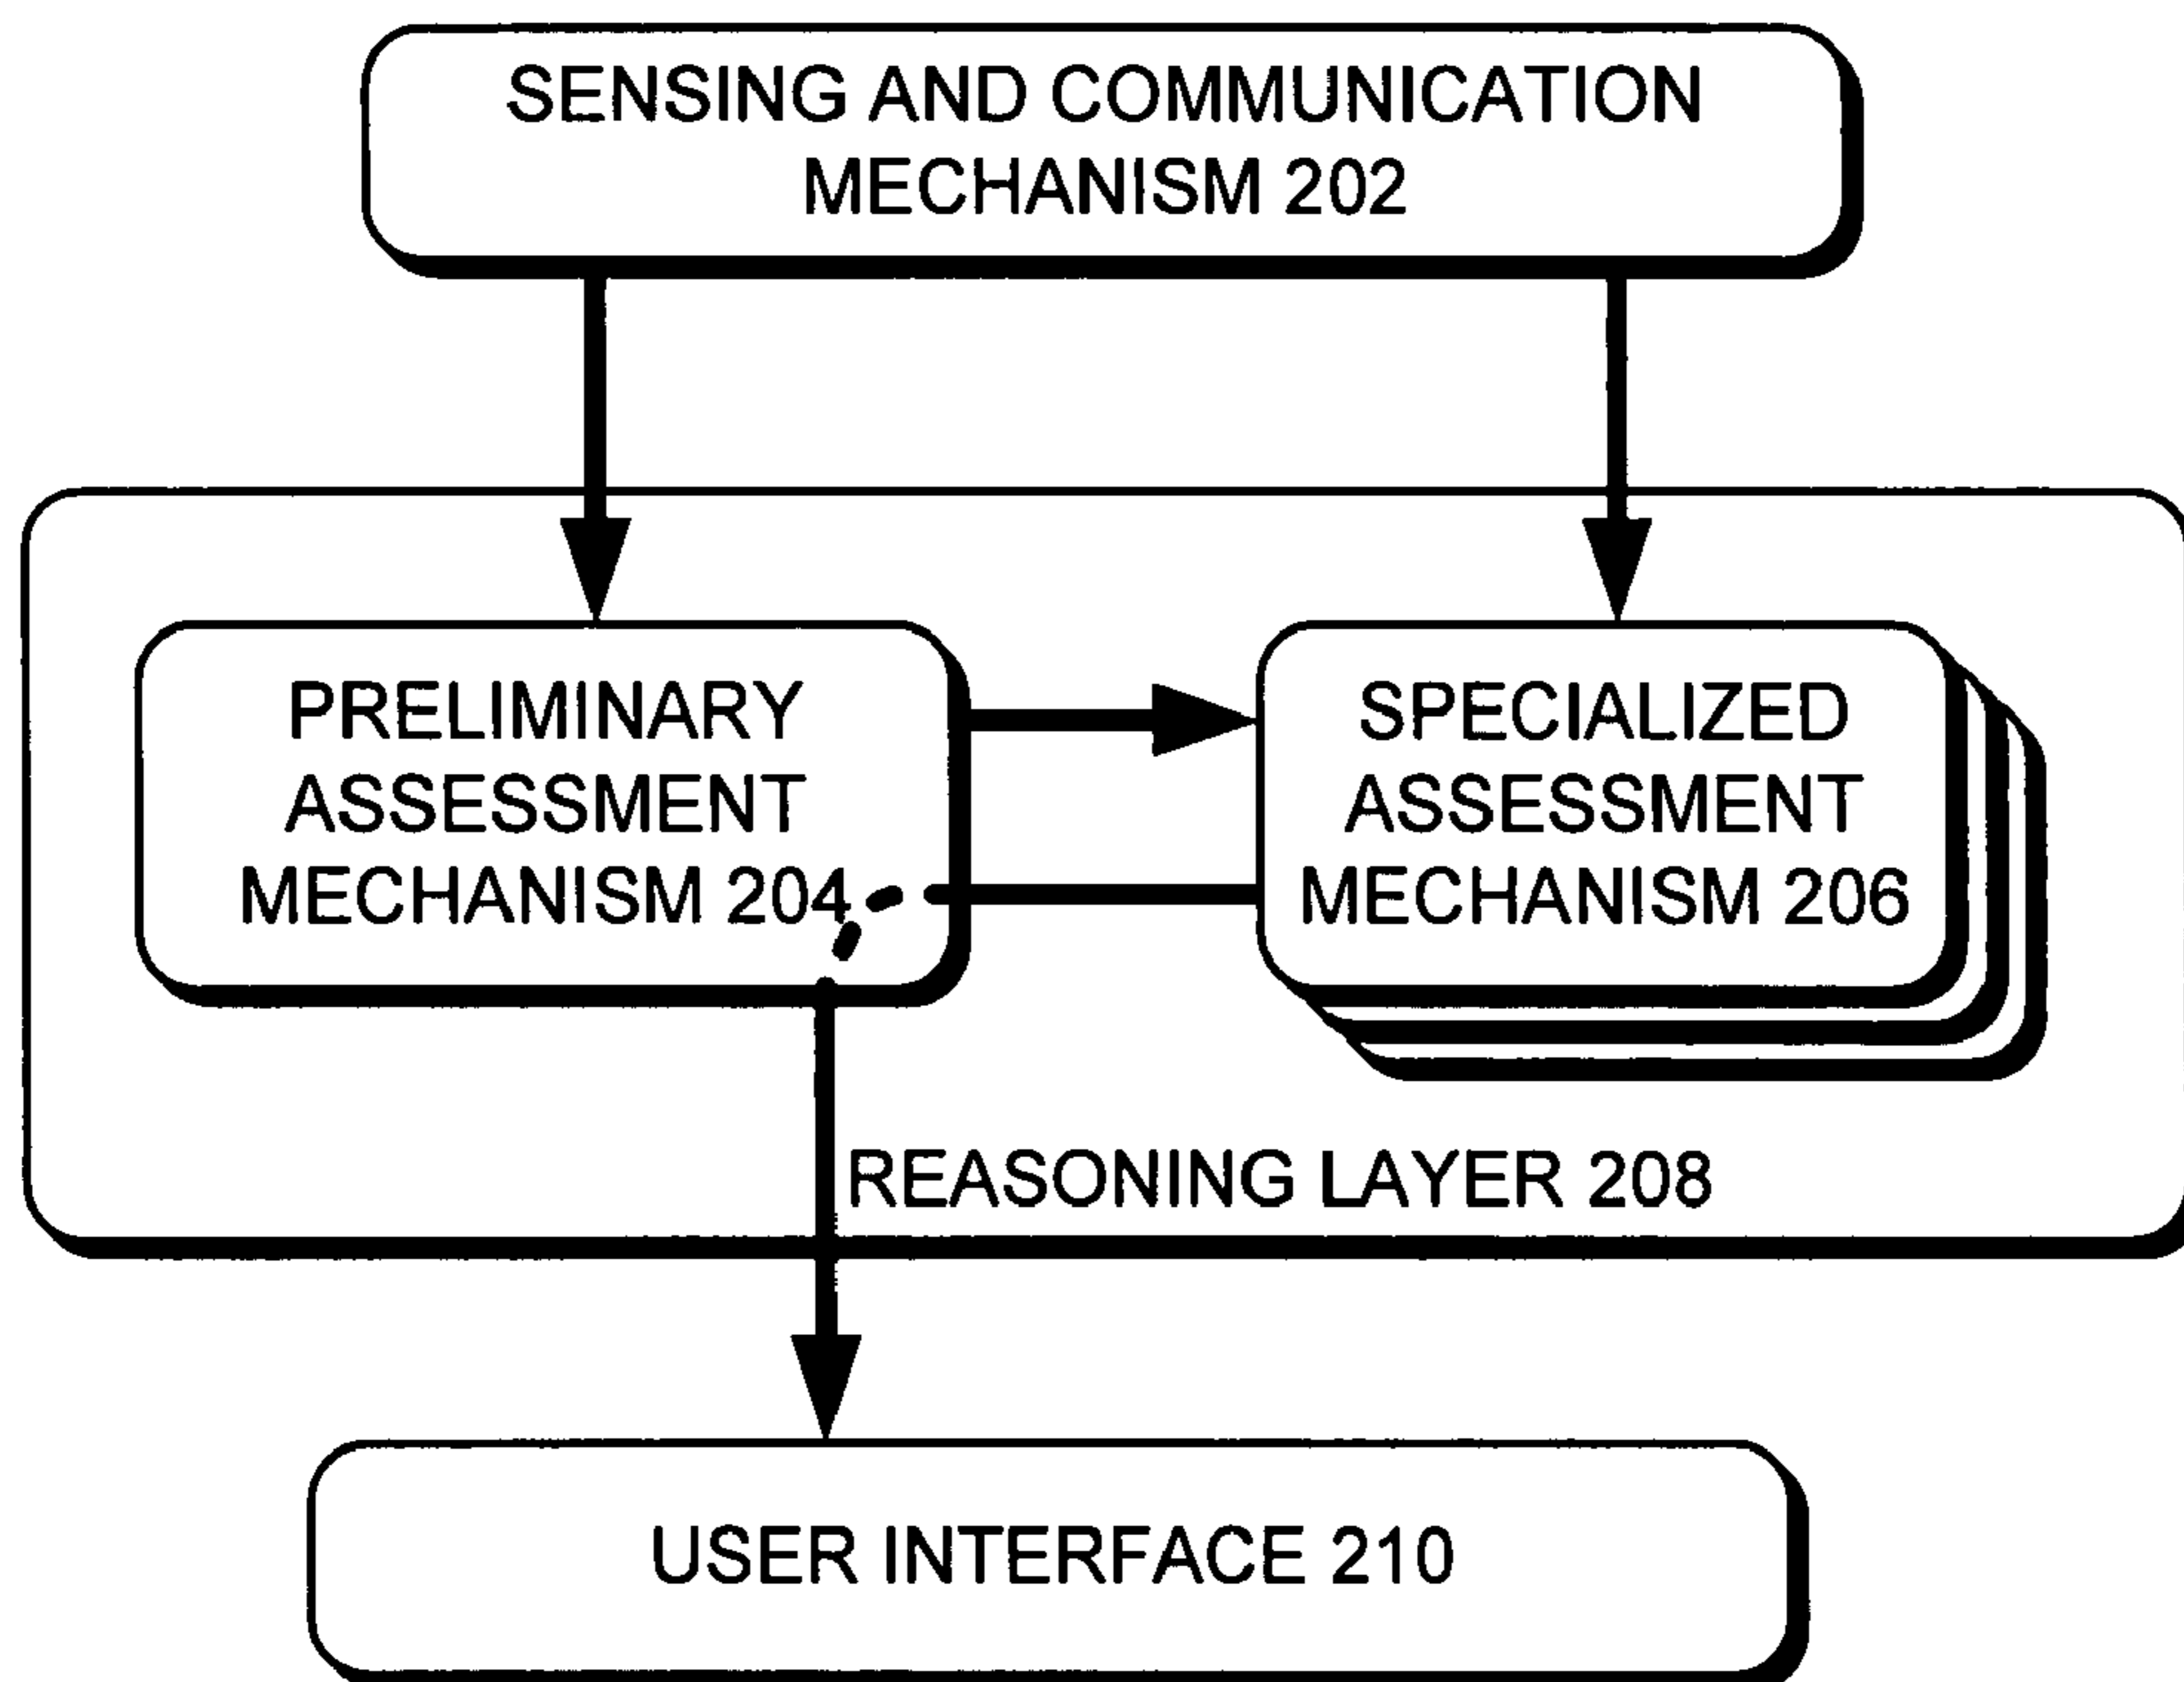 SENSING AND COMMUNICATION
MECHANISM 202
PRELIMINARY
ASSESSMENT
MECHANISM 204
SPECIALIZED
ASSESSMENT
MECHANISM 206
REASONING LAYER 208
USER INTERFACE 210